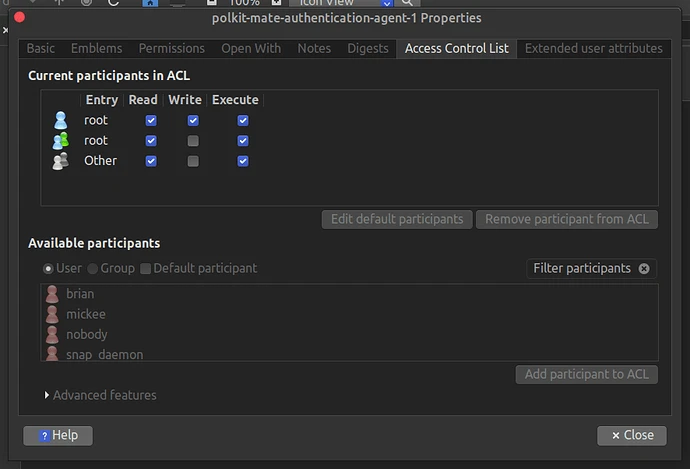 100%
Icon View
polkit-mate-authentication-agent-1 Properties
Basic Emblems Permissions Open With Notes Digests Access Control List Extended user attributes
Current participants in ACL
Entry Read Write Execute
root
root
Other
Edit default participants Remove participant from ACL
Available participants
User Group Default participant Filter participants
brian
mickee
nobody
snap_daemon
Add participant to ACL
Advanced features
? Help × Close